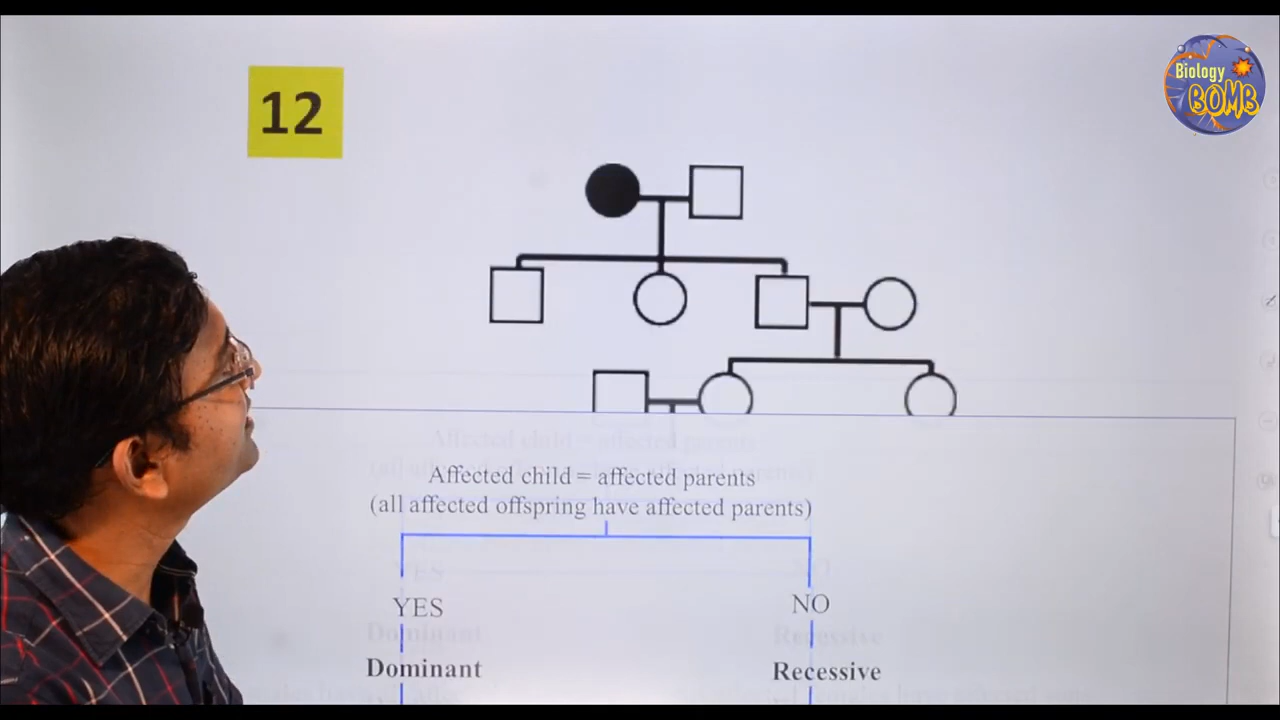 12
Biology
BOMB
Affected child = affected parents
(all affected offspring have affected parents)
YES
NO
Dominant
Recessive